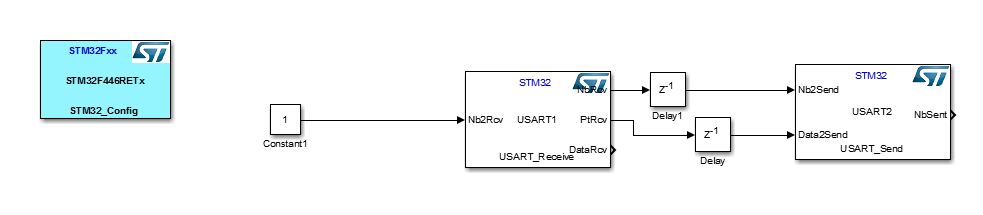 STM32Fxx
STM32F446RETx
STM32_Config
1
Constant1
STM32
Nb2Rcv
USART1
NbRcv
PtRcv
DataRcv
USART_Receive
z-1
Delay1
z-1
Delay
STM32
Nb2Send
USART2
NbSent
Data2Send
USART_Send